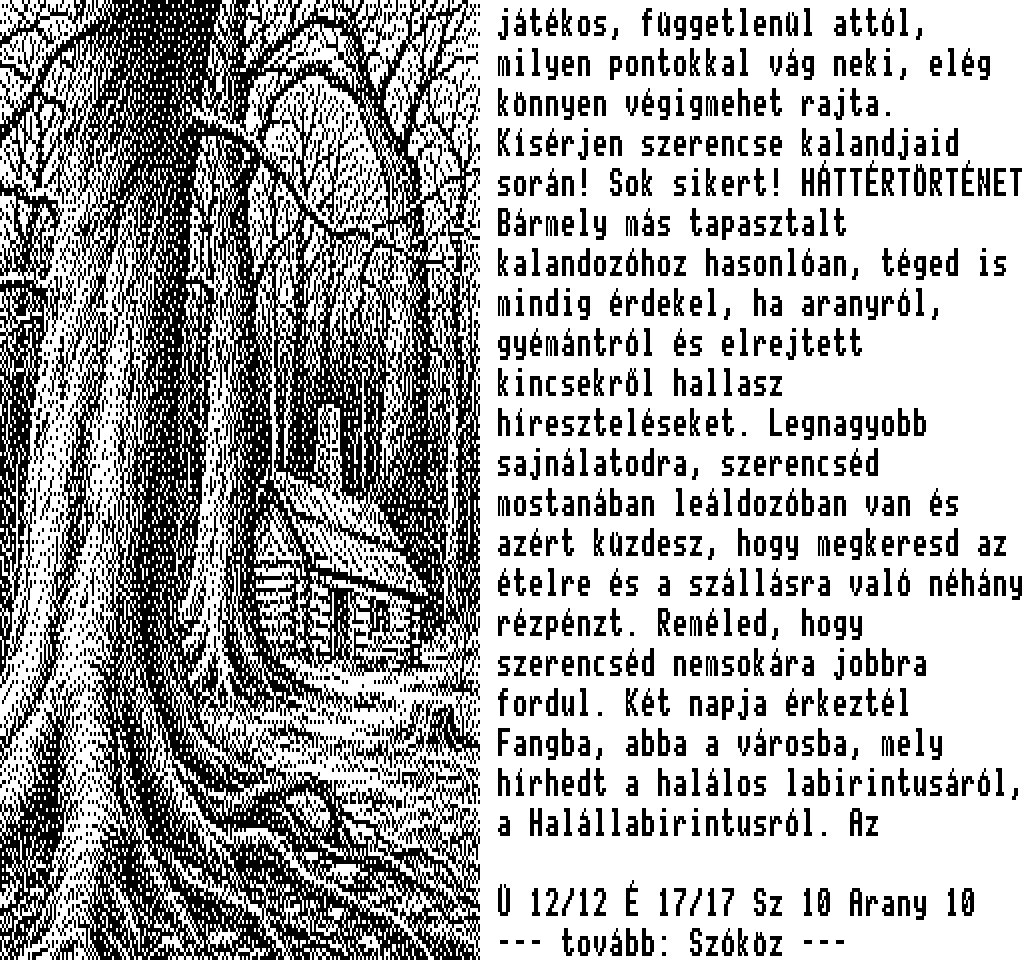 játékos, függetlenül attól,
milyen pontokkal vág neki, elég
könnyen végigmehet rajta.
Kísérjen szerencse kalandjaid
során! Sok sikert! HÁTTÉRTÖRTÉNET
Bármely más tapasztalt
kalandozóhoz hasonlóan, téged is
mindig érdekel, ha aranyról,
gyémántról és elrejtett
kincsekről hallasz
híreszteléseket. Legnagyobb
sajnálatodra, szerencséd
mostanában leáldozóban van és
azért küzdesz, hogy megkeresd az
ételre és a szállásra való néhány
rézpénzt. Reméled, hogy
szerencséd nemsokára jobbra
fordul. Két napja érkeztél
Fangba, abba a városba, mely
hírhedt a halálos labirintusáról,
a Halállabirintusról. Az
Ü 12/12 É 17/17 Sz 10 Arany 10
--- tovább: Szóköz ---